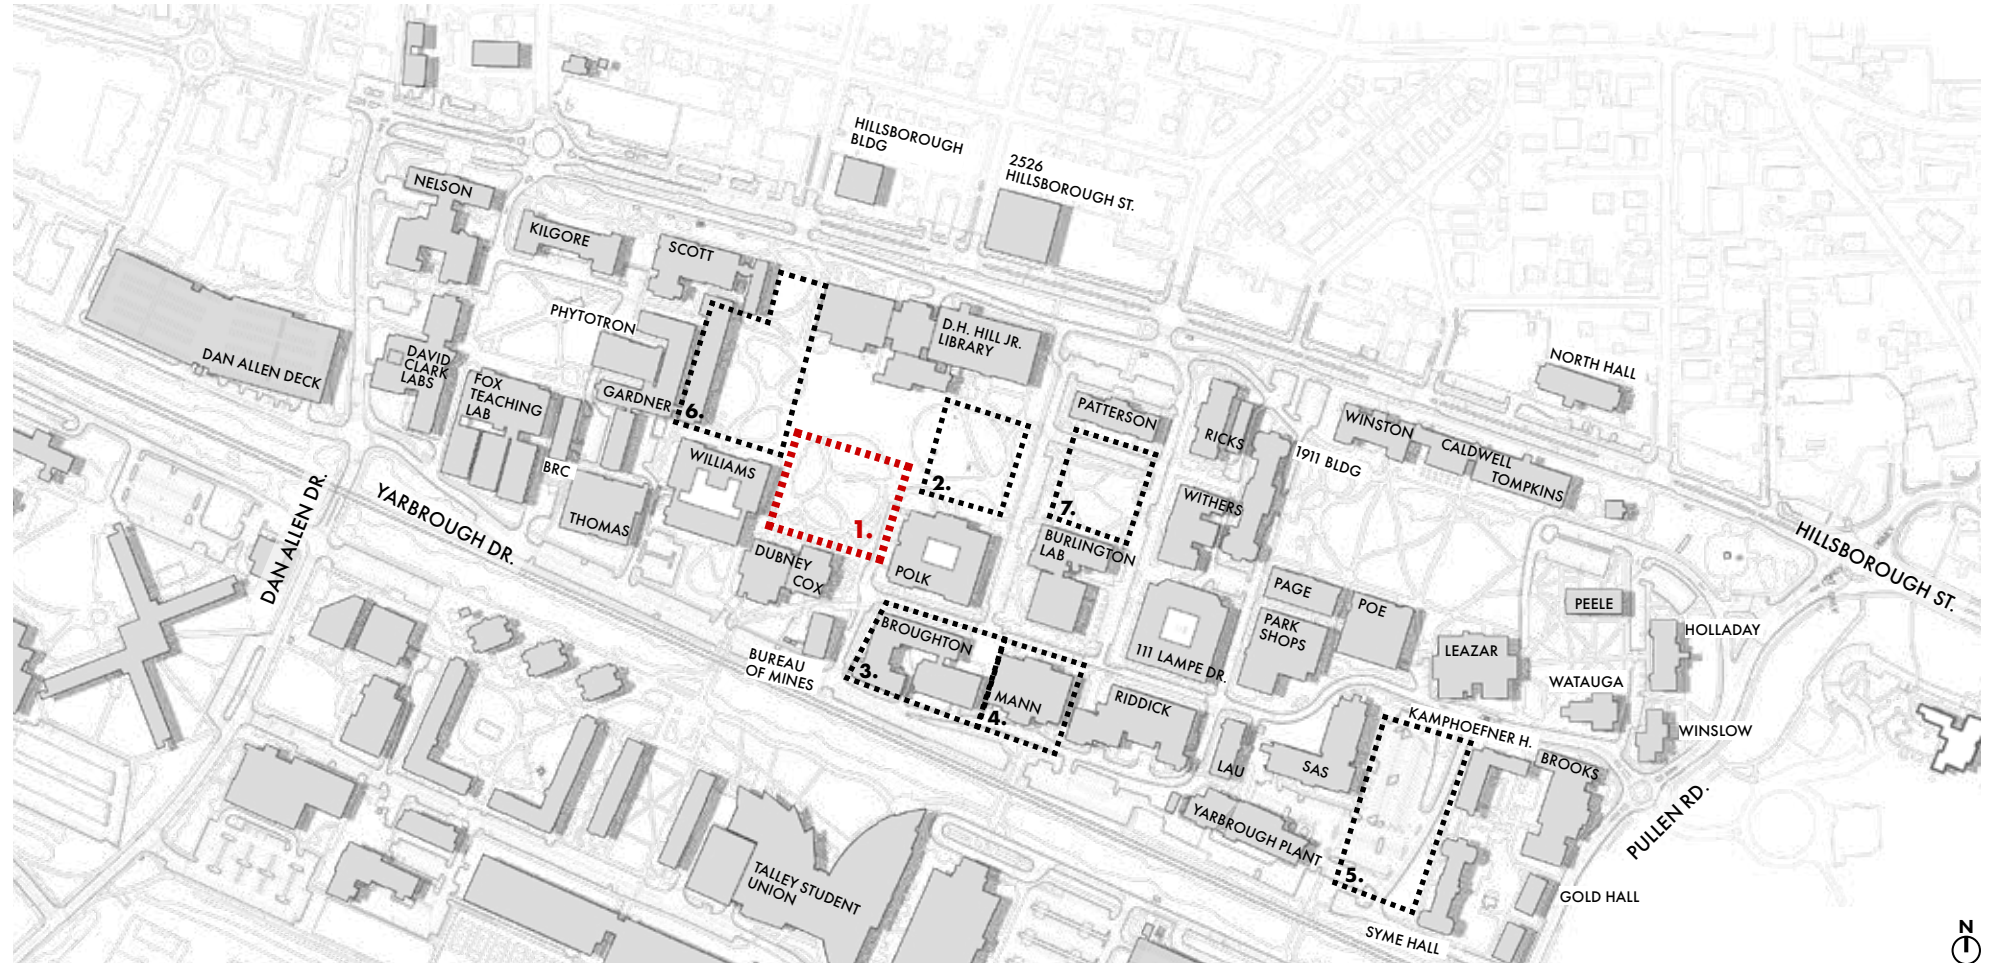 HILLSBOROUGH
BLDG
2526
HILLSBOROUGH ST.
NELSON
KILGORE
SCOTT
PHYTOTRON
D.H. HILL JR.
LIBRARY
DAN ALLEN DECK
DAVID
CLARK
LABS
FOX
TEACHING
LAB
GARDNER
6.
NORTH HALL
PATTERSON
RICKS
1911 BLDG
WINSTON
CALDWELL
TOMPKINS
BRC
WILLIAMS
THOMAS
1.
2.
7.
WITHERS
DAN ALLEN DR.
YARBROUGH DR.
DUBNEY
COX
POLK
BURLINGTON
LAB
HILLSBOROUGH ST.
PAGE
POE
PEELE
PARK
SHOPS
HOLLADAY
BROUGHTON
3.
BUREAU
OF MINES
111 LAMPE DR.
LEAZAR
MANN
4.
RIDDICK
WATAUGA
KAMPHOEFNER H.
WINSLOW
LAU
SAS
BROOKS
YARBROUGH PLANT
PULLEN RD.
5.
TALLEY STUDENT
UNION
GOLD HALL
SYME HALL
N